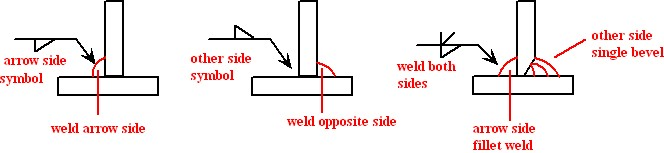 arrow side
symbol
weld arrow side
other side
symbol
weld opposite side
weld both
sides
other side
single bevel
arrow side
fillet weld